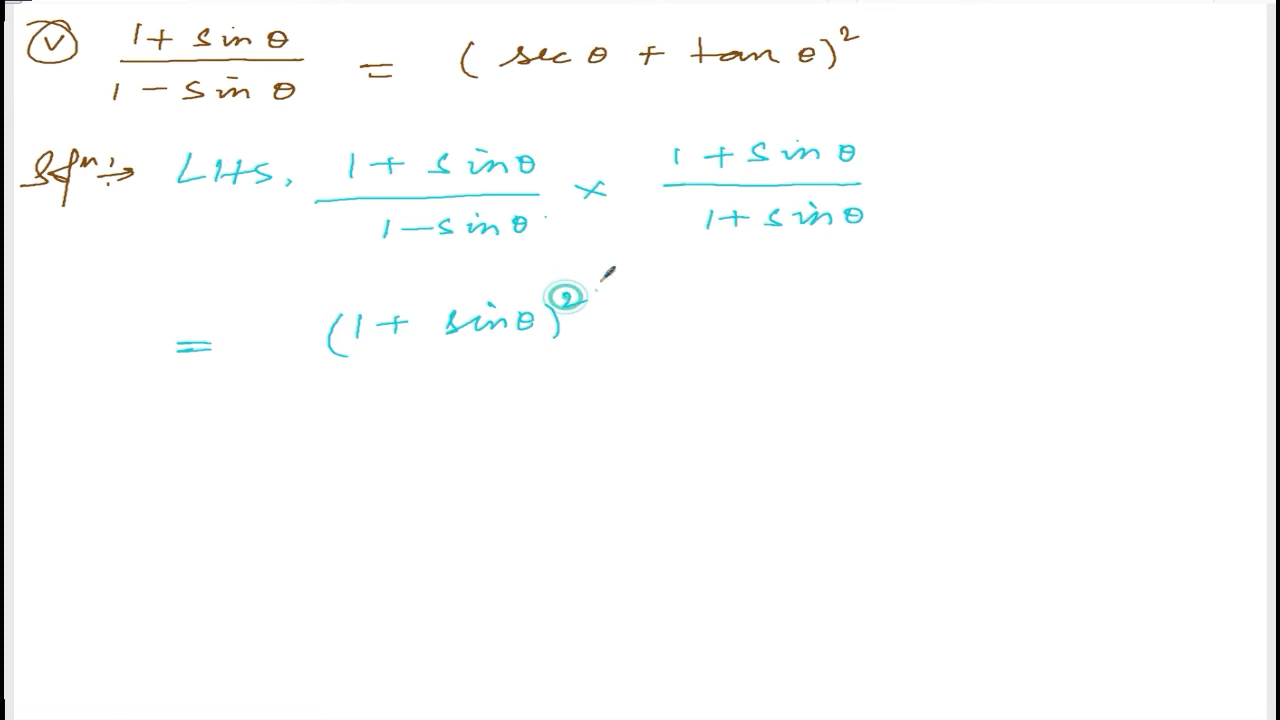 (v) (1 + sin θ)/(1 - sin θ) = (sec θ + tan θ)²
Solⁿ :→ LHS, (1 + sin θ)/(1 - sin θ) × (1 + sin θ)/(1 + sin θ)
= (1 + sin θ)²